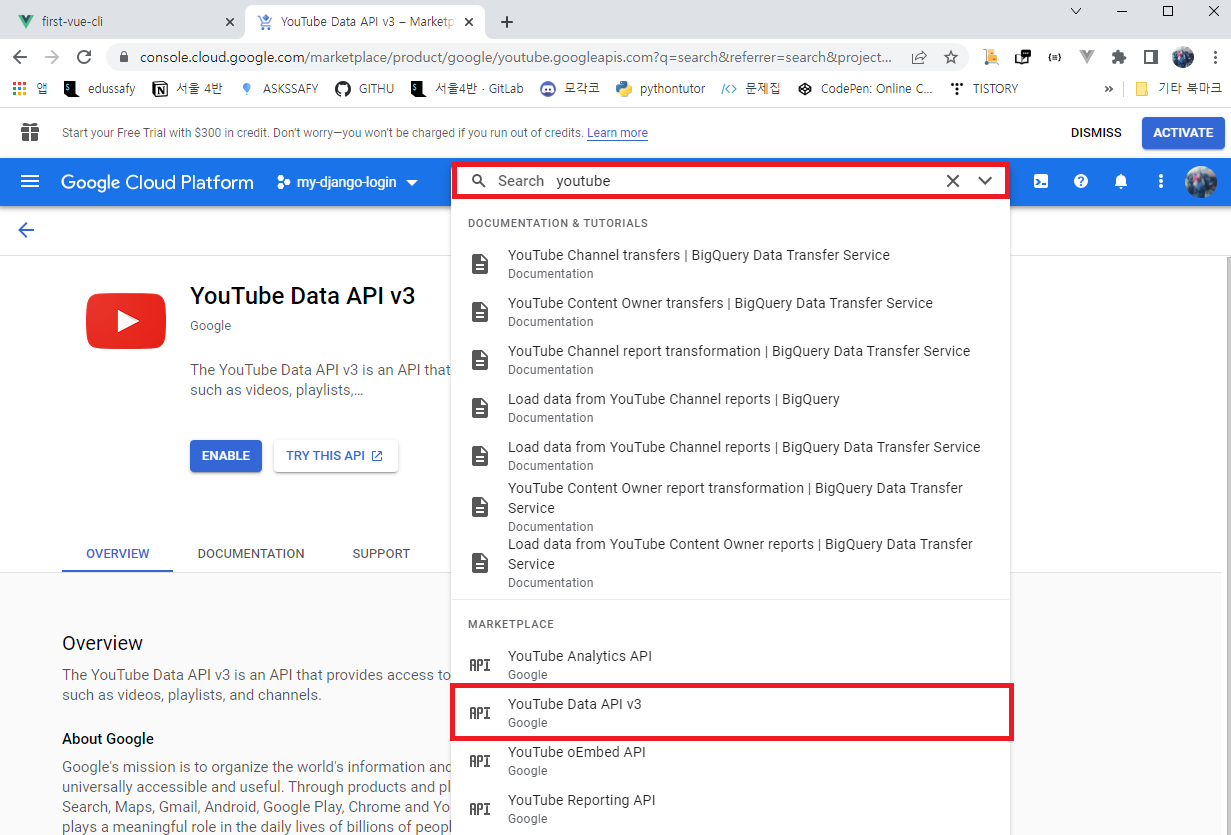 first-vue-cli
YouTube Data API v3 – Marketp
console.cloud.google.com/marketplace/product/google/youtube.googleapis.com?q=search&referrer=search&project...
앱 edussafy 서울 4반 ASKSSAFY GITHU 서울4반 · GitLab 모각코 pythontutor 문제집 CodePen: Online C... TISTORY » 기타 북마크
Start your Free Trial with $300 in credit. Don't worry—you won't be charged if you run out of credits. Learn more
DISMISS ACTIVATE
Google Cloud Platform my-django-login Search youtube
DOCUMENTATION & TUTORIALS
YouTube Channel transfers | BigQuery Data Transfer Service
Documentation
YouTube Content Owner transfers | BigQuery Data Transfer Service
Documentation
YouTube Channel report transformation | BigQuery Data Transfer Service
Documentation
Load data from YouTube Channel reports | BigQuery
Documentation
Load data from YouTube Channel reports | BigQuery Data Transfer Service
Documentation
YouTube Content Owner report transformation | BigQuery Data Transfer
Service
Documentation
Load data from YouTube Content Owner reports | BigQuery Data Transfer
Service
Documentation
MARKETPLACE
API YouTube Analytics API
Google
API YouTube Data API v3
Google
API YouTube oEmbed API
Google
API YouTube Reporting API
Google
YouTube Data API v3
Google
The YouTube Data API v3 is an API that
such as videos, playlists,...
ENABLE TRY THIS API
OVERVIEW DOCUMENTATION SUPPORT
Overview
The YouTube Data API v3 is an API that provides access to
such as videos, playlists, and channels.
About Google
Google's mission is to organize the world's information and
universally accessible and useful. Through products and pl
Search, Maps, Gmail, Android, Google Play, Chrome and Yo
plays a meaningful role in the daily lives of billions of peopl